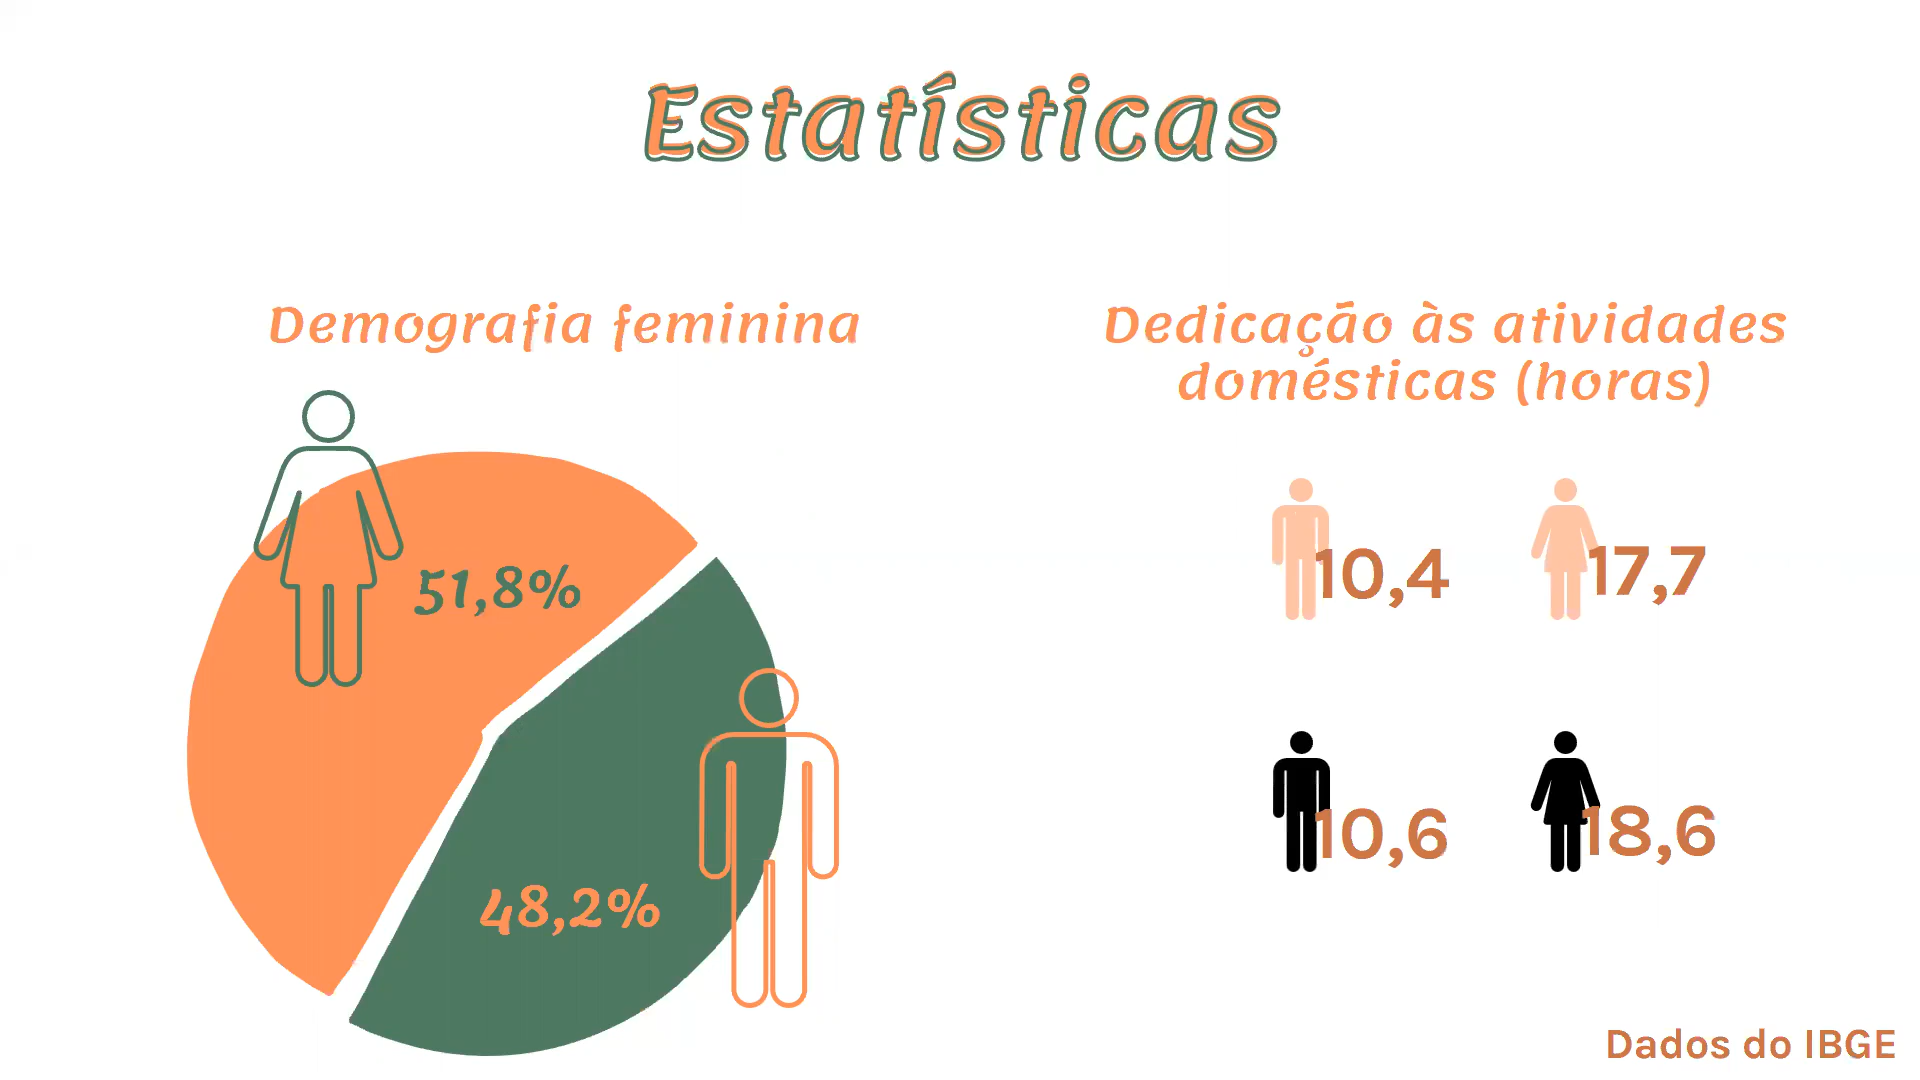 Estatísticas
Demografia feminina
51,8%
48,2%
Dedicação às atividades
domésticas (horas)
10,4
17,7
10,6
18,6
Dados do IBGE